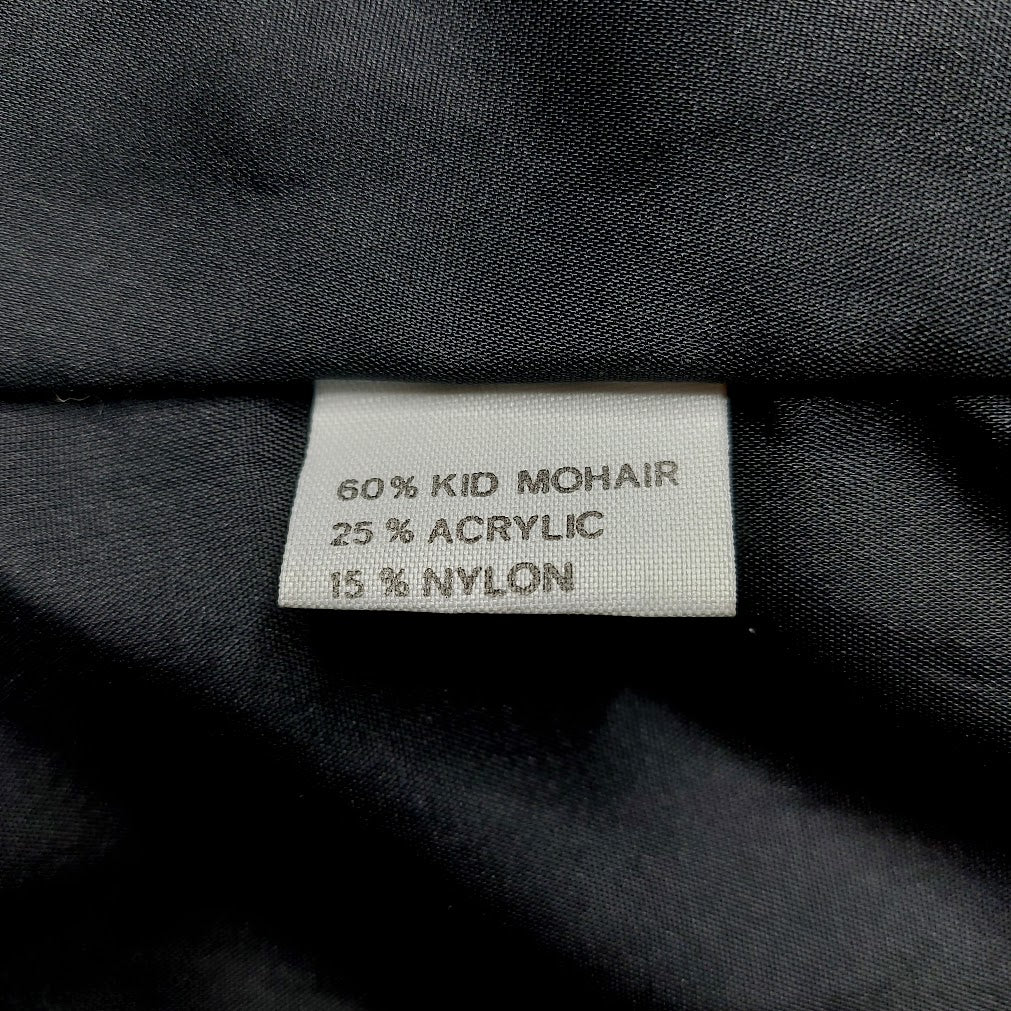 60% KID MOHAIR
25 % ACRYLIC
15 % NYLON